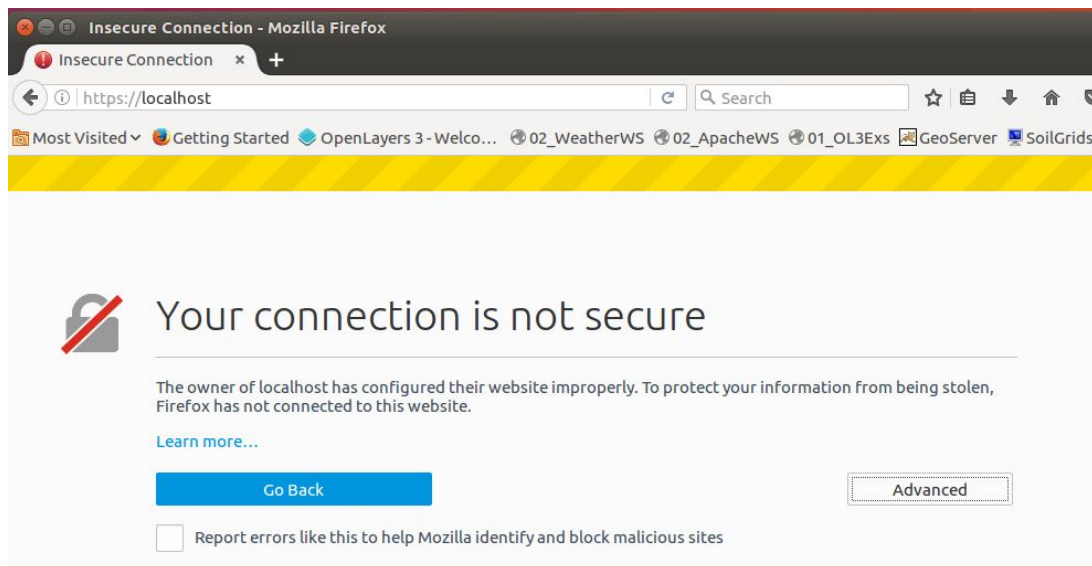 Insecure Connection - Mozilla Firefox
Insecure Connection
https://localhost
Search
Most Visited Getting Started OpenLayers 3 - Welco... 02_WeatherWS 02_ApacheWS 01_OL3Exs GeoServer SoilGrids
Your connection is not secure
The owner of localhost has configured their website improperly. To protect your information from being stolen,
Firefox has not connected to this website.
Learn more...
Go Back
Advanced
Report errors like this to help Mozilla identify and block malicious sites